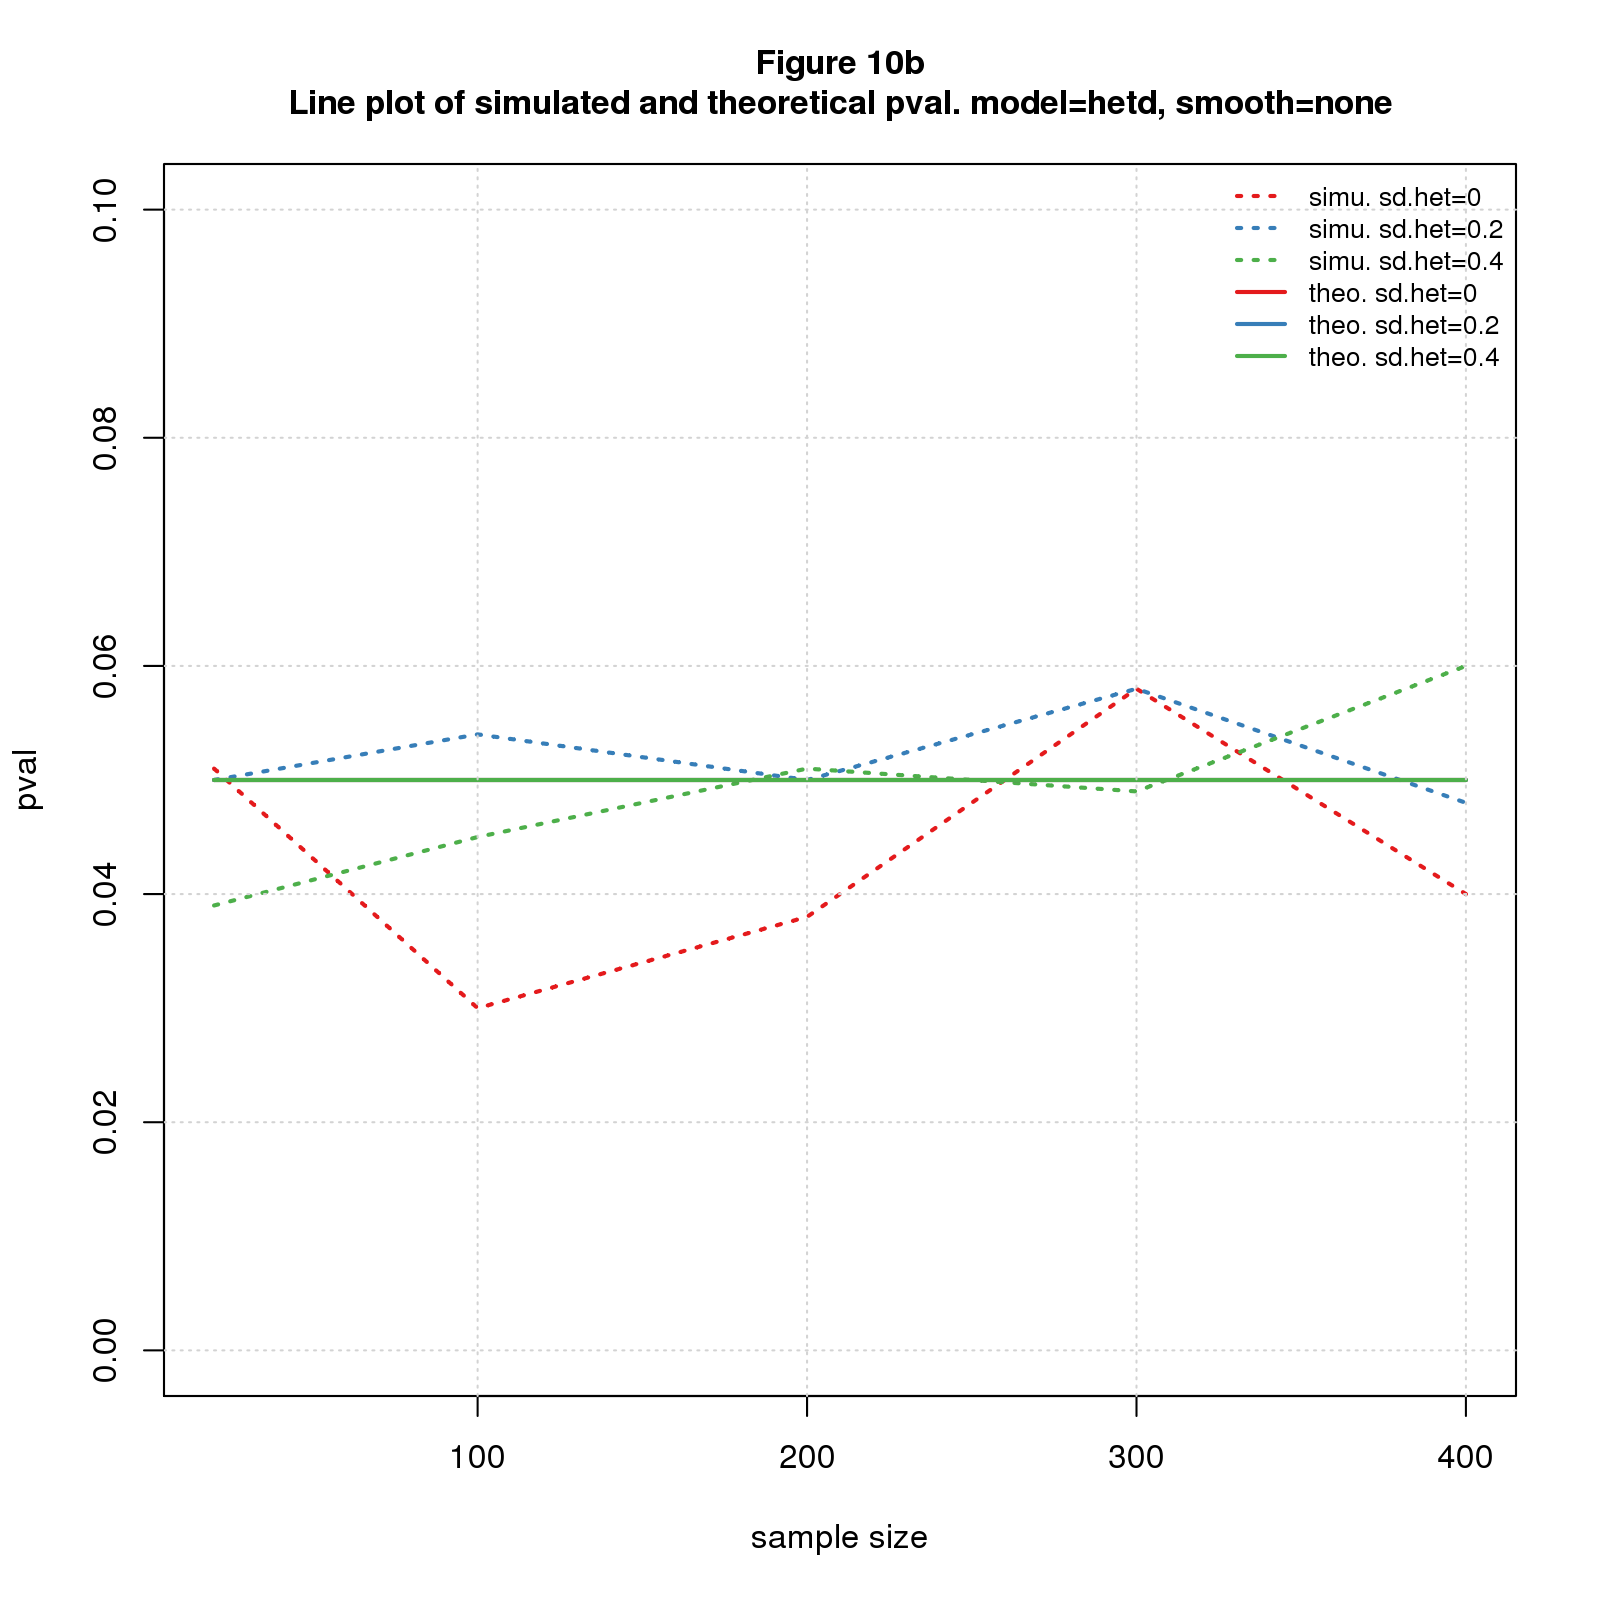 Figure 10b
Line plot of simulated and theoretical pval. model=hetd, smooth=none
simu. sd.het=0
simu. sd.het=0.2
simu. sd.het=0.4
theo. sd.het=0
theo. sd.het=0.2
theo. sd.het=0.4
0.10
0.08
0.06
0.04
0.02
0.00
pval
100 200 300 400
sample size